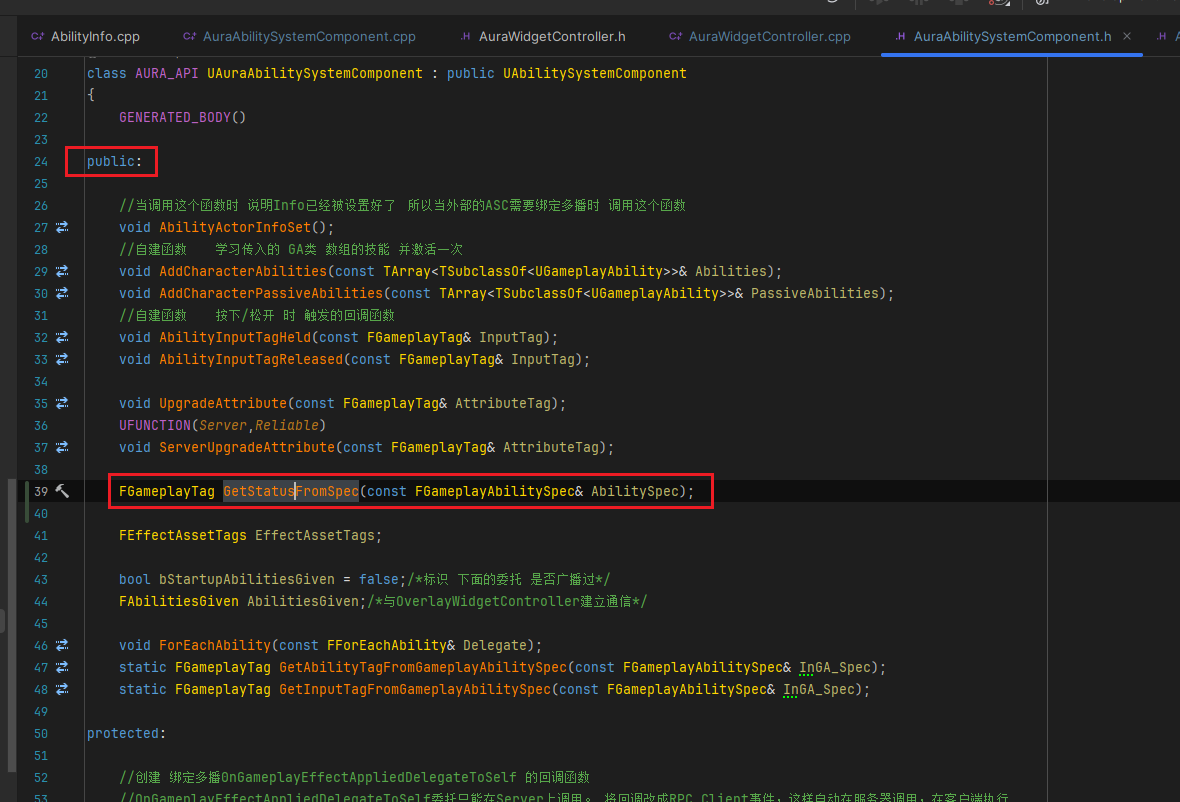 AbilityInfo.cpp AuraAbilitySystemComponent.cpp AuraWidgetController.h AuraWidgetController.cpp AuraAbilitySystemComponent.h
20 class AURA_API UAuraAbilitySystemComponent : public UAbilitySystemComponent
21 {
22 GENERATED_BODY()
23
24 public:
25
26 //当调用这个函数时 说明Info已经被设置好了 所以当外部的ASC需要绑定多播时 调用这个函数
27 void AbilityActorInfoSet();
28 //自建函数 学习传入的 GA类 数组的技能 并激活一次
29 void AddCharacterAbilities(const TArray<TSubclassOf<UGameplayAbility>>& Abilities);
30 void AddCharacterPassiveAbilities(const TArray<TSubclassOf<UGameplayAbility>>& PassiveAbilities);
31 //自建函数 按下/松开 时 触发的回调函数
32 void AbilityInputTagHeld(const FGameplayTag& InputTag);
33 void AbilityInputTagReleased(const FGameplayTag& InputTag);
34
35 void UpgradeAttribute(const FGameplayTag& AttributeTag);
36 UFUNCTION(Server,Reliable)
37 void ServerUpgradeAttribute(const FGameplayTag& AttributeTag);
38
39 FGameplayTag GetStatusFromSpec(const FGameplayAbilitySpec& AbilitySpec);
40
41 FEffectAssetTags EffectAssetTags;
42
43 bool bStartupAbilitiesGiven = false;/*标识 下面的委托 是否广播过*/
44 FAbilitiesGiven AbilitiesGiven;/*与OverlayWidgetController建立通信*/
45
46 void ForEachAbility(const FForEachAbility& Delegate);
47 static FGameplayTag GetAbilityTagFromGameplayAbilitySpec(const FGameplayAbilitySpec& InGA_Spec);
48 static FGameplayTag GetInputTagFromGameplayAbilitySpec(const FGameplayAbilitySpec& InGA_Spec);
49
50 protected:
51
52 //创建 绑定多播OnGameplayEffectAppliedDelegateToSelf 的回调函数
53 //OnGameplayEffectAppliedDelegateToSelf委托只能在Server上调用。 将回调改成RPC Client事件，这样自动在服务器调用，在客户端执行